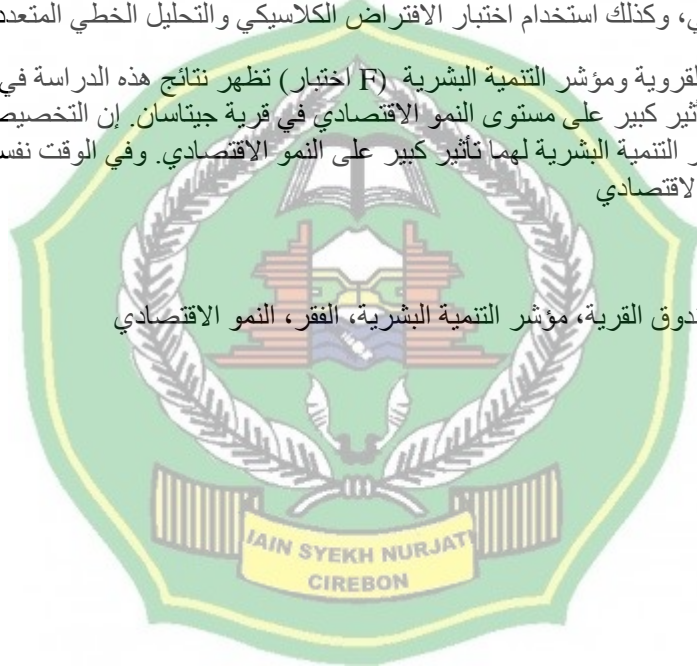 ي، وكذلك استخدام اختبار الافتراض الكلاسيكي والتحليل الخطي المتعدد
لقروية ومؤشر التنمية البشرية (F اختبار) تظهر نتائج هذه الدراسة في
أثير كبير على مستوى النمو الاقتصادي في قرية جيتاسان. إن التخصيص
ر التنمية البشرية لهما تأثير كبير على النمو الاقتصادي. وفي الوقت نفس
لاقتصادي
ندوق القرية، مؤشر التنمية البشرية، الفقر، النمو الاقتصادي
IAIN SYEKH NURJATI
CIREBON